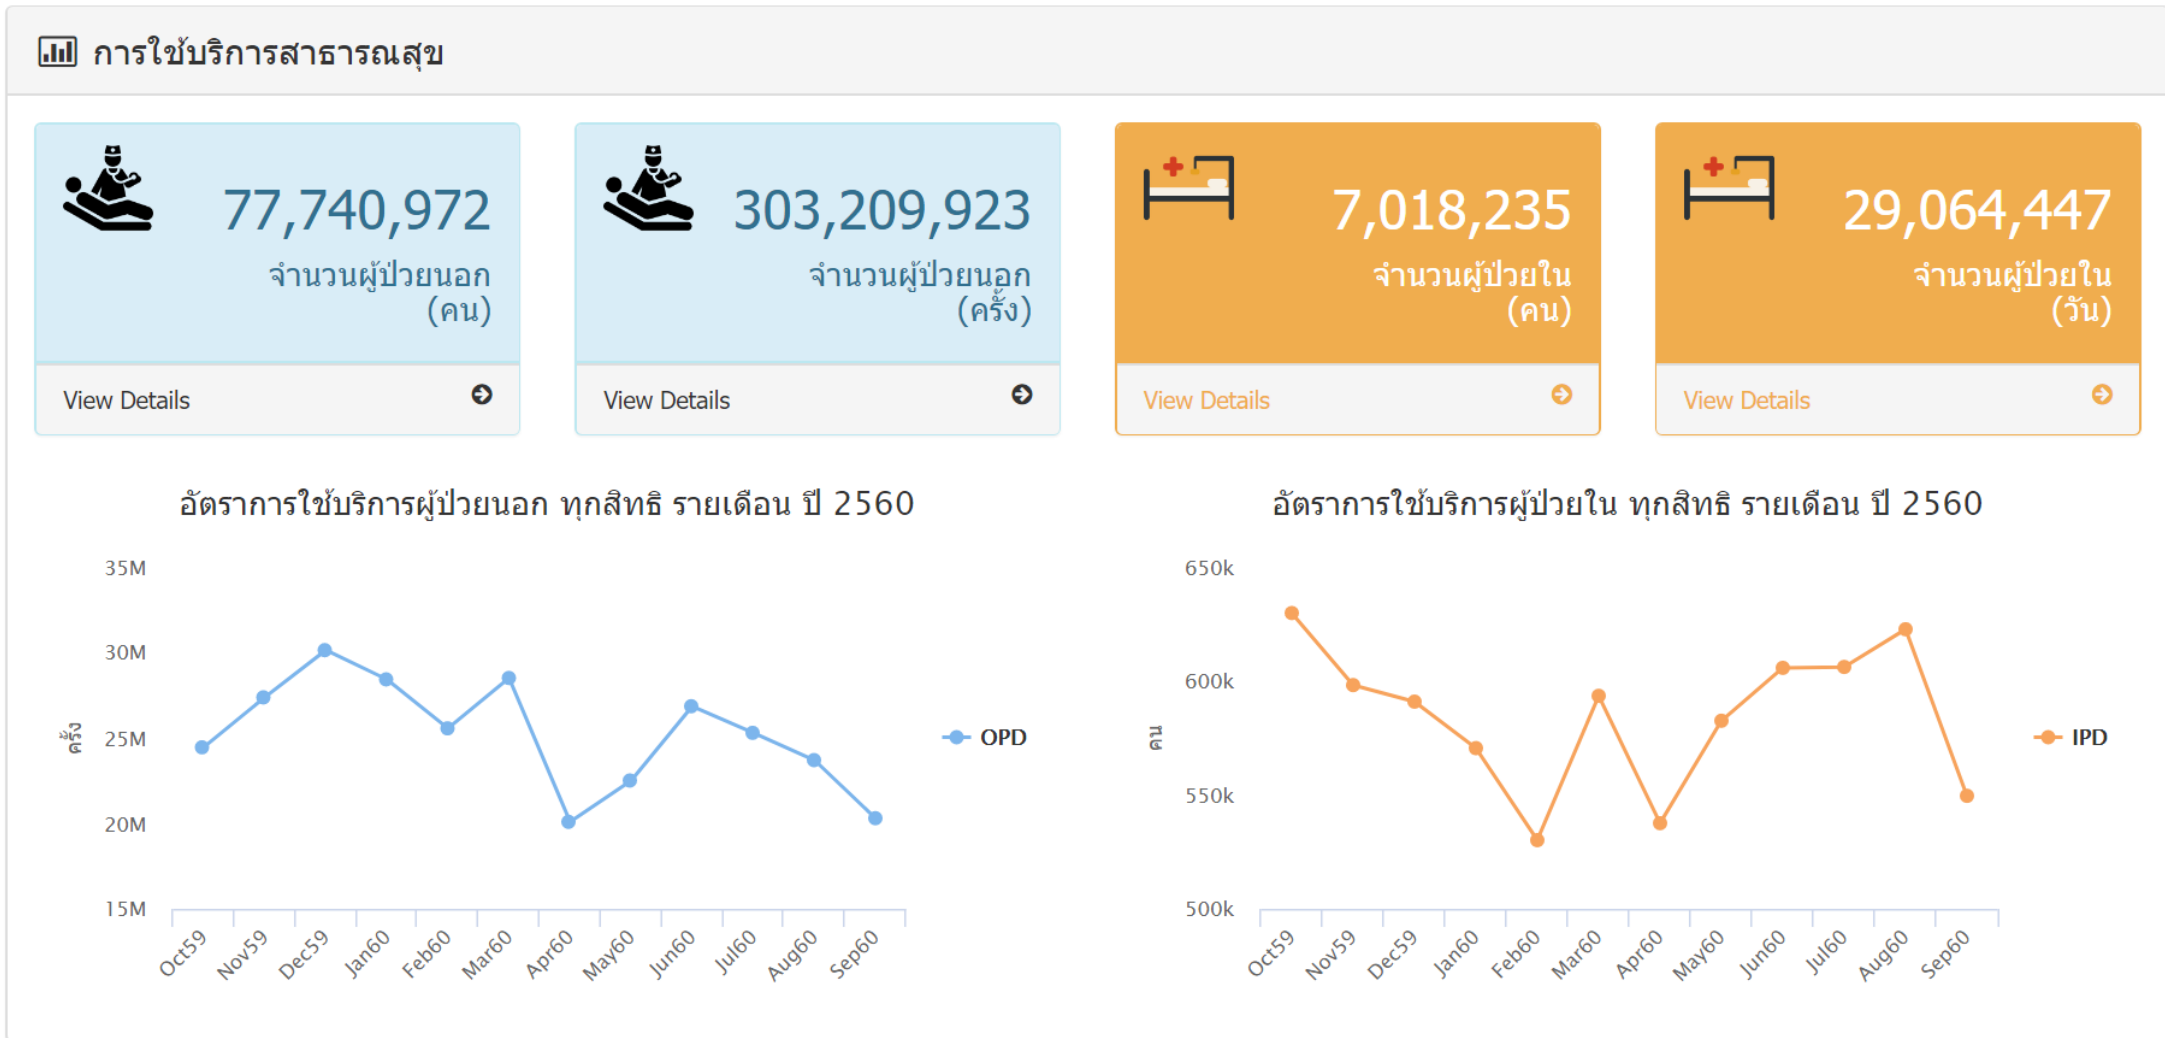 การใช้บริการสาธารณสุข
77,740,972
จำนวนผู้ป่วยนอก
(คน)
View Details
303,209,923
จำนวนผู้ป่วยนอก
(ครั้ง)
View Details
7,018,235
จำนวนผู้ป่วยใน
(คน)
View Details
29,064,447
จำนวนผู้ป่วยใน
(วัน)
View Details
อัตราการใช้บริการผู้ป่วยนอก ทุกสิทธิ รายเดือน ปี 2560
35M
30M
25M
20M
15M
ครั้ง
Oct59
Nov59
Dec59
Jan60
Feb60
Mar60
Apr60
May60
Jun60
Jul60
Aug60
Sep60
OPD
อัตราการใช้บริการผู้ป่วยใน ทุกสิทธิ รายเดือน ปี 2560
650k
600k
550k
500k
คน
Oct59
Nov59
Dec59
Jan60
Feb60
Mar60
Apr60
May60
Jun60
Jul60
Aug60
Sep60
IPD